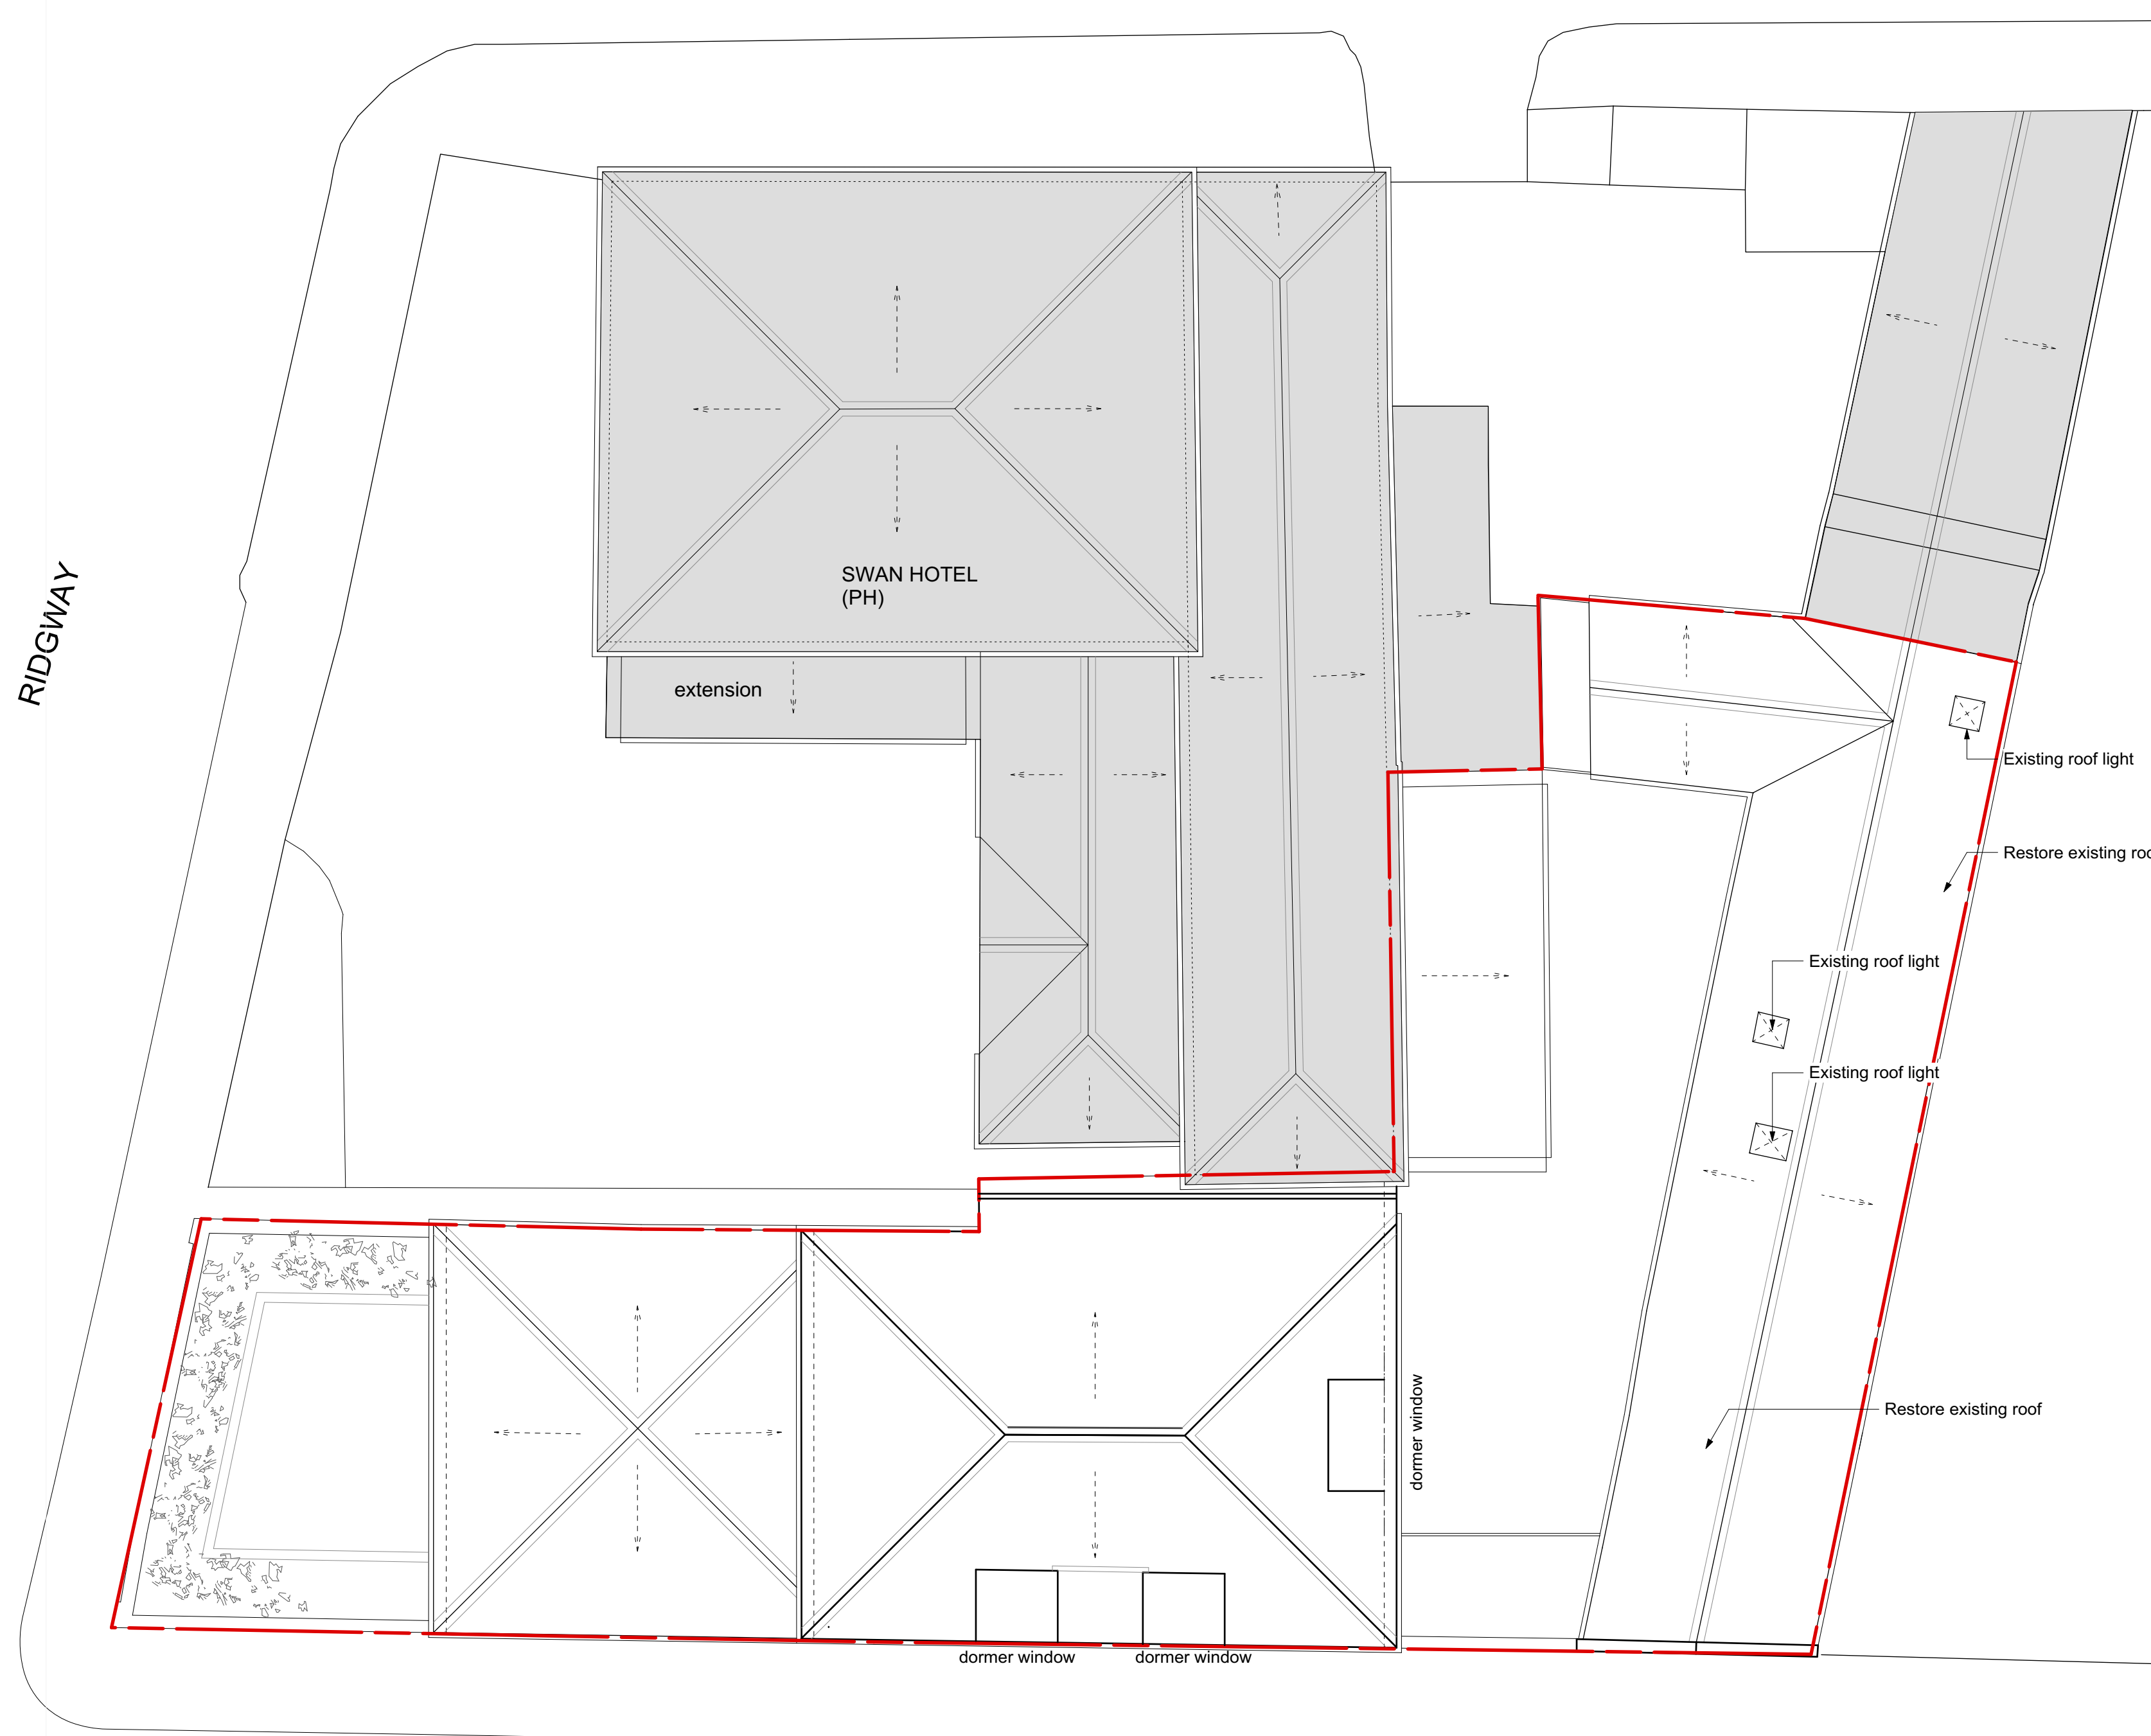 SWAN HOTEL
(PH)
RIDGWAY
extension
Existing roof light
Restore existing roo
Existing roof light
Existing roof light
dormer window
Restore existing roof
dormer window
dormer window